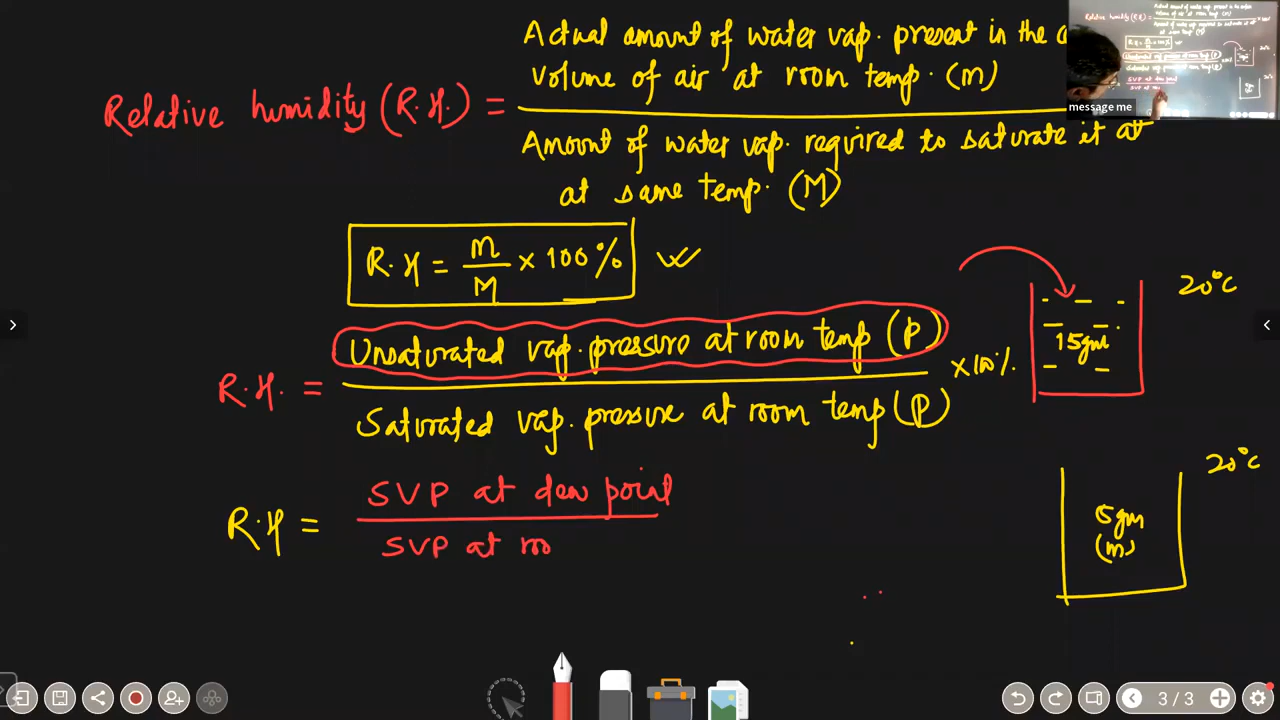 Actual amount of water vap. present in the
volume of air at room temp. (m)
Relative humidity (R.H.) =
Amount of water vap. required to saturate it at
at same temp. (M)
R.H = m/M × 100% 
20°C
Unsaturated vap. pressure at room temp (P)
15gm
R.H. = × 100%.
Saturated vap. pressure at room temp (P)
20°C
SVP at dew point
R.H =
SVP at roo
5gm
(m)
message me
3 / 3